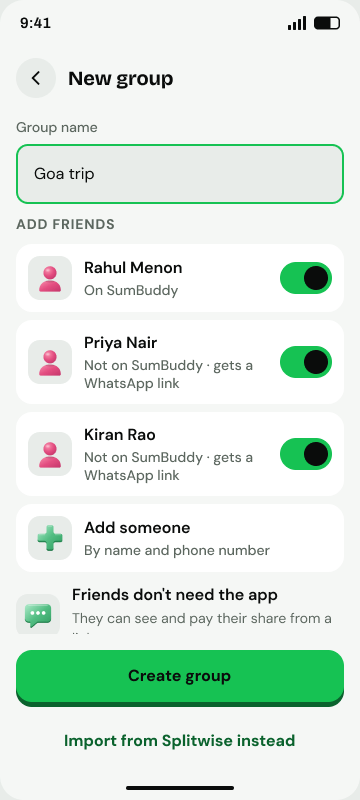 9:41
New group
Group name
Goa trip
ADD FRIENDS
Rahul Menon
On SumBuddy
Priya Nair
Not on SumBuddy · gets a
WhatsApp link
Kiran Rao
Not on SumBuddy · gets a
WhatsApp link
Add someone
By name and phone number
Friends don't need the app
They can see and pay their share from a
Create group
Import from Splitwise instead